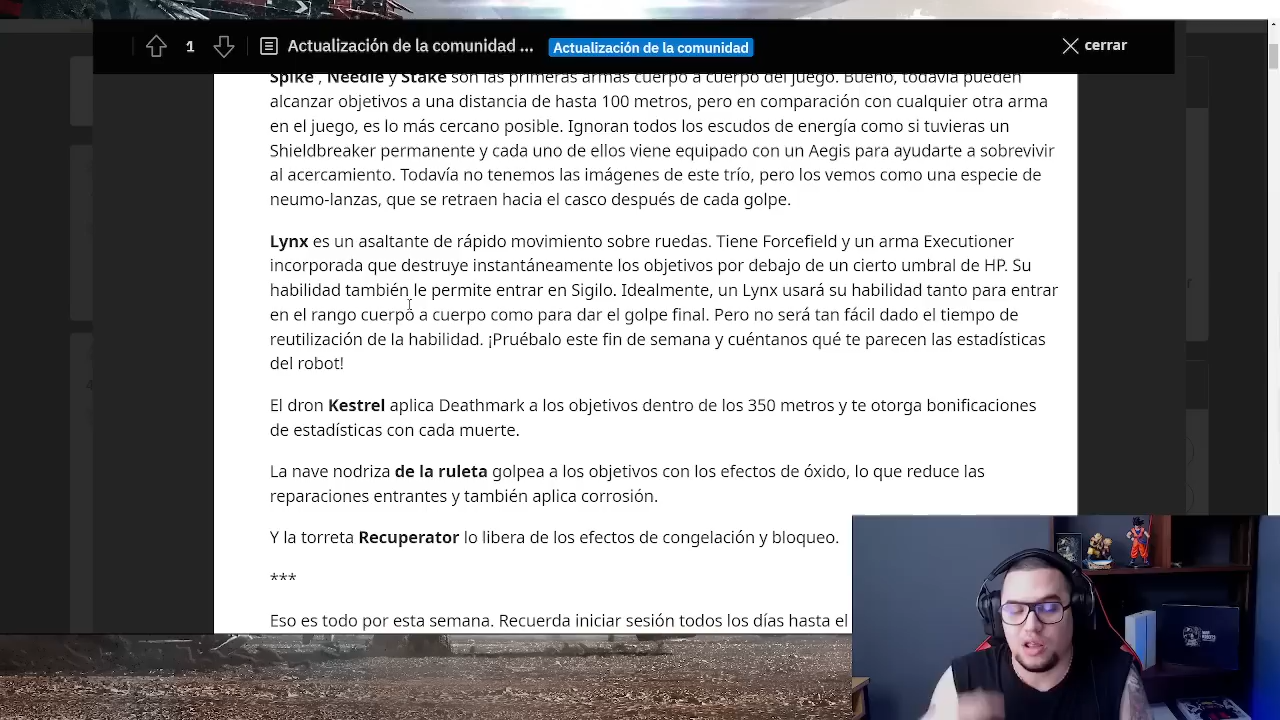 1
Actualización de la comunidad ...
Actualización de la comunidad
cerrar
Spike , Needle y Stake son las primeras armas cuerpo a cuerpo del juego. Bueno, todavía pueden
alcanzar objetivos a una distancia de hasta 100 metros, pero en comparación con cualquier otra arma
en el juego, es lo más cercano posible. Ignoran todos los escudos de energía como si tuvieras un
Shieldbreaker permanente y cada uno de ellos viene equipado con un Aegis para ayudarte a sobrevivir
al acercamiento. Todavía no tenemos las imágenes de este trío, pero los vemos como una especie de
neumo-lanzas, que se retraen hacia el casco después de cada golpe.
Lynx es un asaltante de rápido movimiento sobre ruedas. Tiene Forcefield y un arma Executioner
incorporada que destruye instantáneamente los objetivos por debajo de un cierto umbral de HP. Su
habilidad también le permite entrar en Sigilo. Idealmente, un Lynx usará su habilidad tanto para entrar
en el rango cuerpo a cuerpo como para dar el golpe final. Pero no será tan fácil dado el tiempo de
reutilización de la habilidad. ¡Pruébalo este fin de semana y cuéntanos qué te parecen las estadísticas
del robot!
El dron Kestrel aplica Deathmark a los objetivos dentro de los 350 metros y te otorga bonificaciones
de estadísticas con cada muerte.
La nave nodriza de la ruleta golpea a los objetivos con los efectos de óxido, lo que reduce las
reparaciones entrantes y también aplica corrosión.
Y la torreta Recuperator lo libera de los efectos de congelación y bloqueo.
***
Eso es todo por esta semana. Recuerda iniciar sesión todos los días hasta el